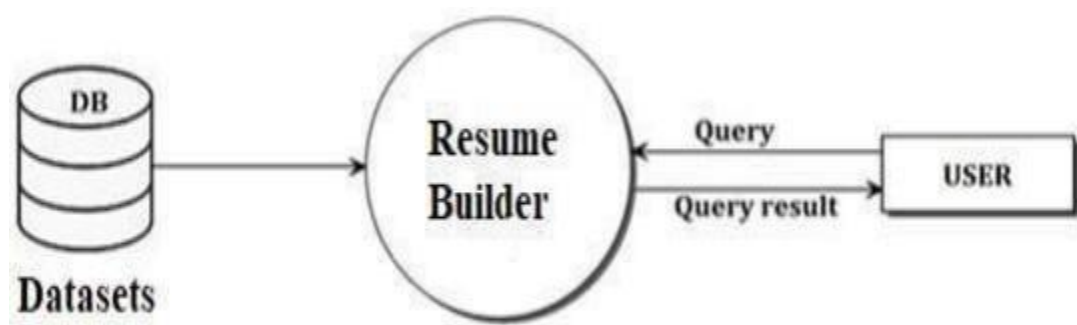 DB
Datasets
Resume
Builder
Query
Query result
USER